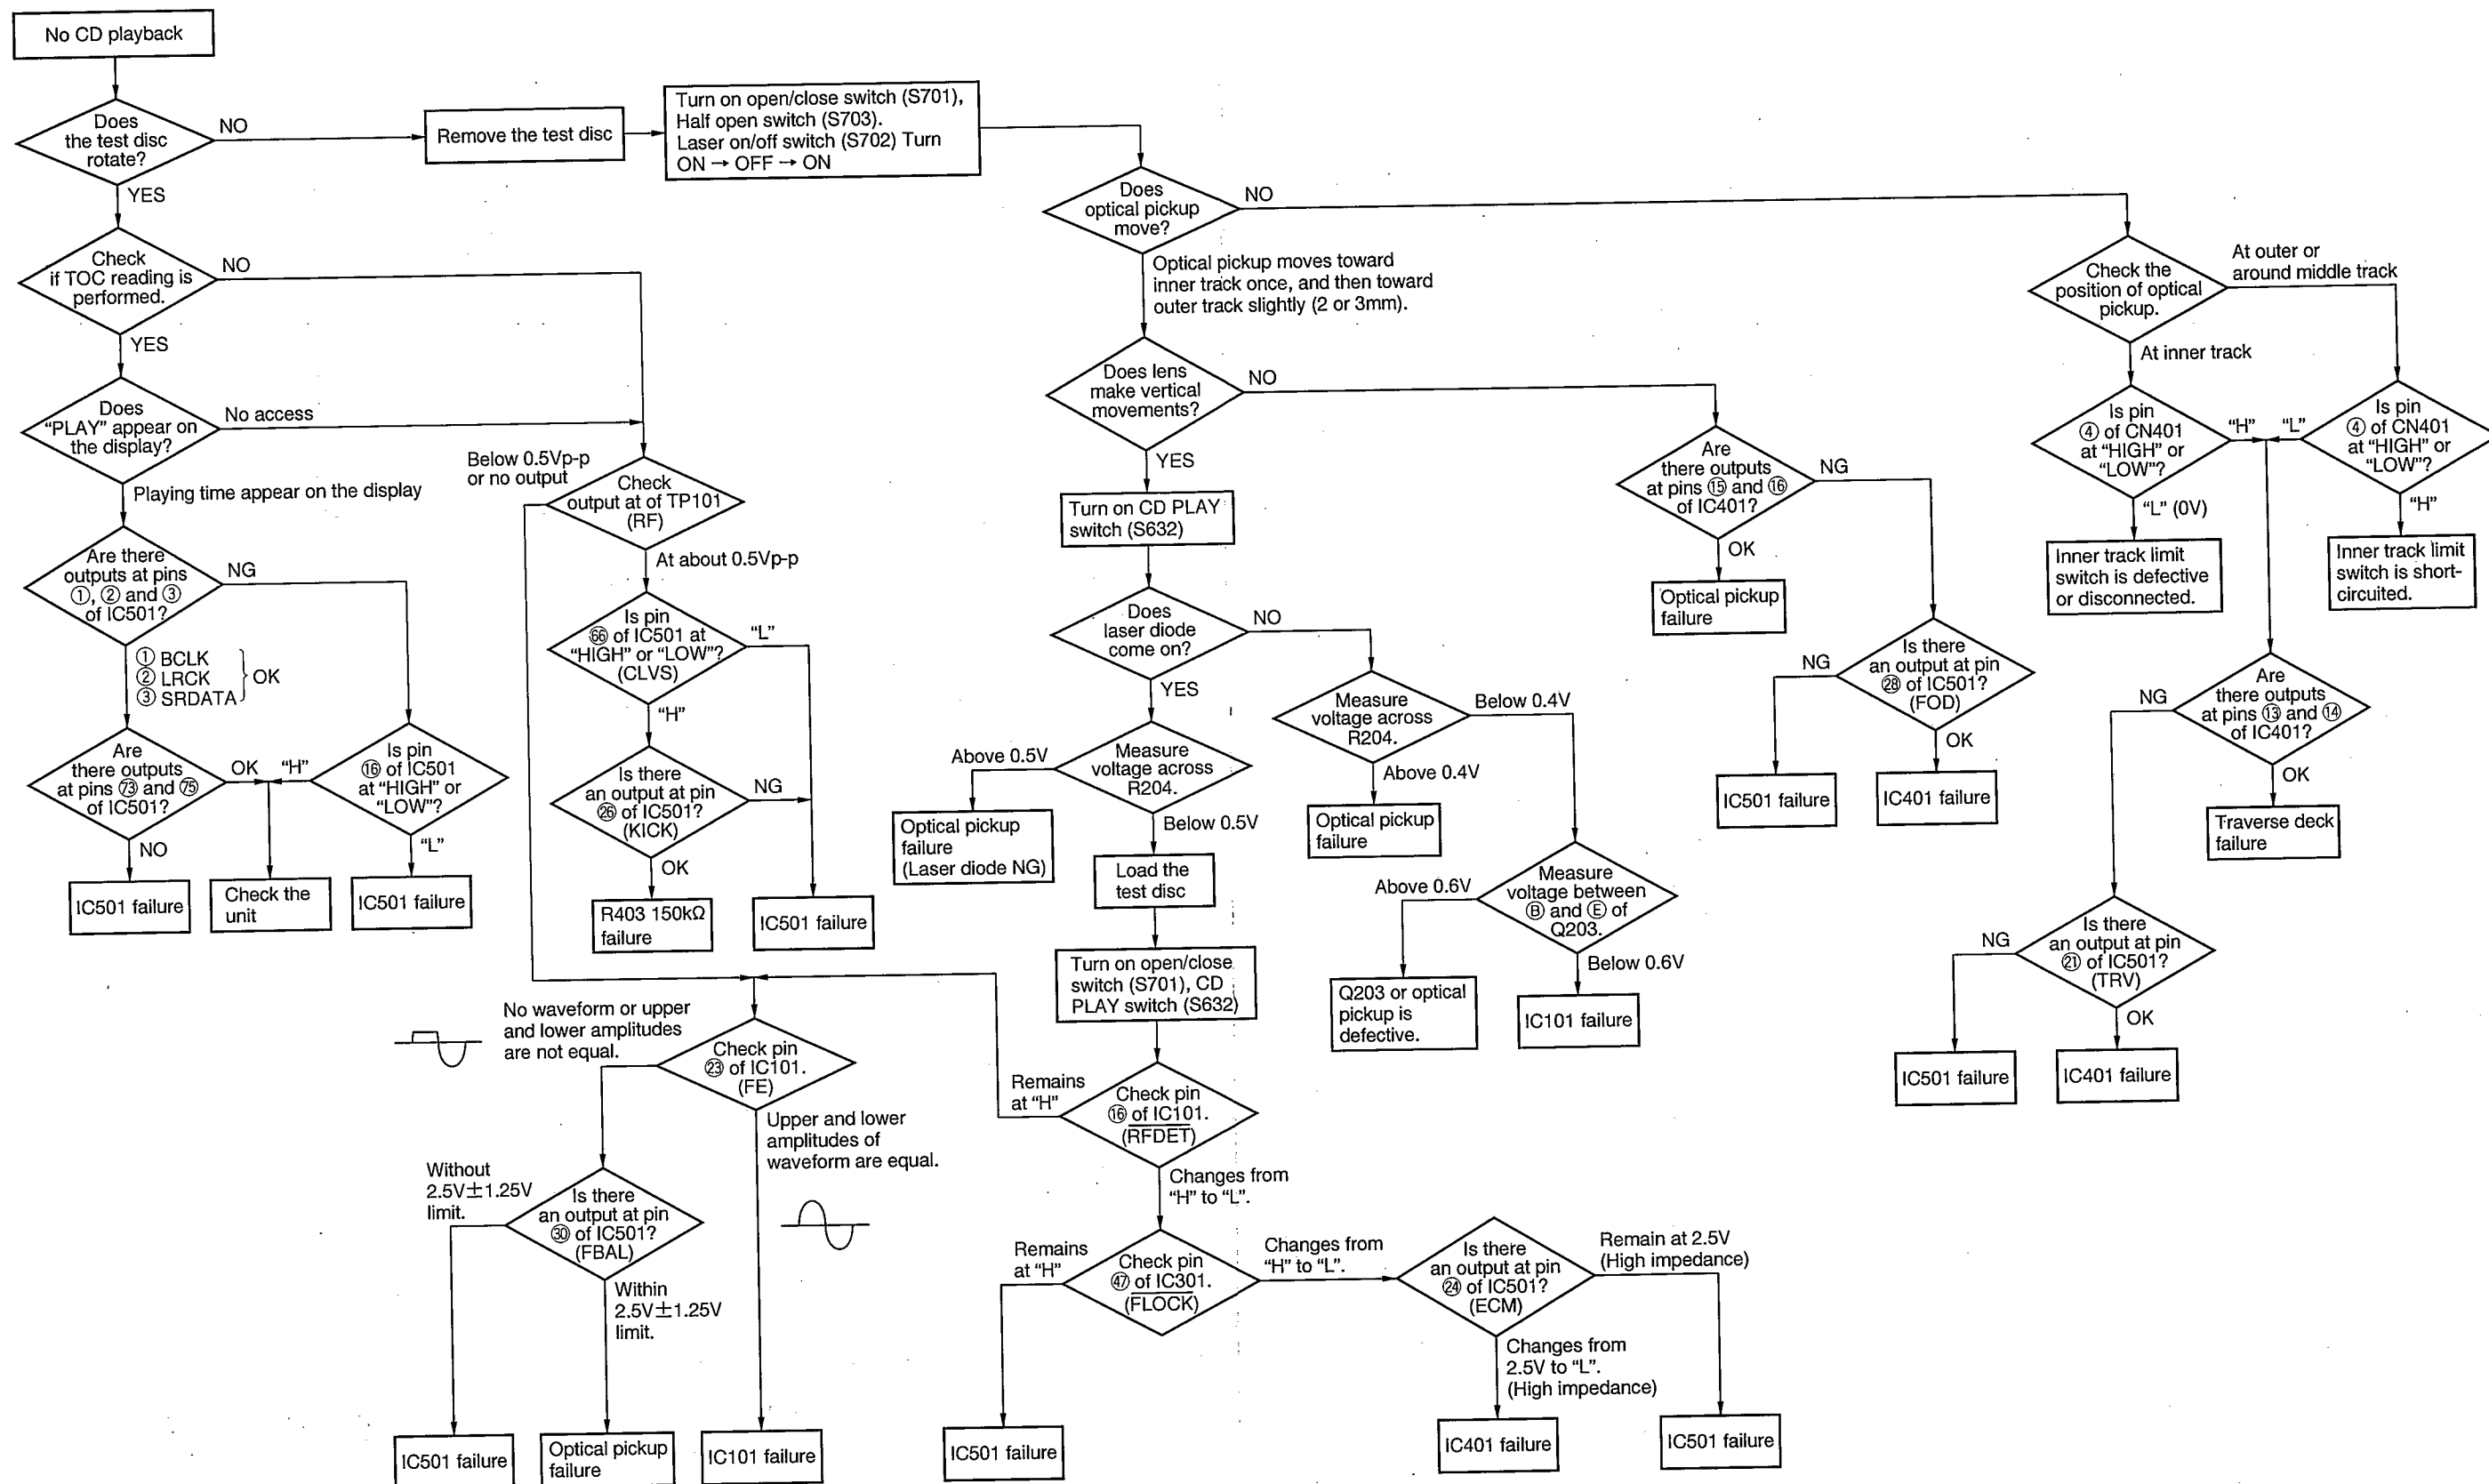 No CD playback
Does
the test disc
rotate?
NO
YES
Remove the test disc
Turn on open/close switch (S701),
Half open switch (S703).
Laser on/off switch (S702) Turn
ON → OFF → ON
Does
optical pickup
move?
NO
Optical pickup moves toward
inner track once, and then toward
outer track slightly (2 or 3mm).
Check the
position of optical
pickup.
At outer or
around middle track
At inner track
Is pin
④ of CN401
at “HIGH” or
“LOW”?
“H”
“L” (0V)
Inner track limit
switch is defective
or disconnected.
Is pin
④ of CN401
at “HIGH” or
“LOW”?
“L”
“H”
Inner track limit
switch is short-
circuited.
Are
there outputs
at pins ⑬ and ⑭
of IC401?
NG
OK
Traverse deck
failure
Is there
an output at pin
㉑ of IC501?
(TRV)
NG
OK
IC501 failure
IC401 failure
Check
if TOC reading is
performed.
NO
YES
Does
“PLAY” appear on
the display?
No access
Playing time appear on the display
Are there
outputs at pins
①, ② and ③
of IC501?
NG
① BCLK
② LRCK
③ SRDATA
OK
Are
there outputs
at pins 73 and 75
of IC501?
OK
NO
IC501 failure
Check the
unit
Is pin
⑯ of IC501
at “HIGH” or
“LOW”?
“H”
“L”
IC501 failure
Below 0.5Vp-p
or no output
Check
output at of TP101
(RF)
At about 0.5Vp-p
Is pin
66 of IC501 at
“HIGH” or “LOW”?
(CLVS)
“L”
“H”
Is there
an output at pin
㉖ of IC501?
(KICK)
NG
OK
R403 150kΩ
failure
IC501 failure
Does lens
make vertical
movements?
NO
YES
Are
there outputs
at pins ⑮ and ⑯
of IC401?
NG
OK
Optical pickup
failure
Is there
an output at pin
㉘ of IC501?
(FOD)
NG
OK
IC501 failure
IC401 failure
Turn on CD PLAY
switch (S632)
Does
laser diode
come on?
NO
YES
Measure
voltage across
R204.
Below 0.4V
Above 0.4V
Optical pickup
failure
Measure
voltage between
Ⓑ and Ⓔ of
Q203.
Above 0.6V
Below 0.6V
Q203 or optical
pickup is
defective.
IC101 failure
Measure
voltage across
R204.
Above 0.5V
Below 0.5V
Optical pickup
failure
(Laser diode NG)
Load the
test disc
Turn on open/close
switch (S701), CD
PLAY switch (S632)
Check pin
⑯ of IC101.
(RFDET)
Remains
at “H”
Changes from
“H” to “L”.
Check pin
㊼ of IC301.
(FLOCK)
Remains
at “H”
Changes from
“H” to “L”.
Is there
an output at pin
㉔ of IC501?
(ECM)
Remain at 2.5V
(High impedance)
Changes from
2.5V to “L”.
(High impedance)
IC501 failure
IC401 failure
IC501 failure
No waveform or upper
and lower amplitudes
are not equal.
Check pin
㉓ of IC101.
(FE)
Upper and lower
amplitudes of
waveform are equal.
Without
2.5V±1.25V
limit.
Is there
an output at pin
㉚ of IC501?
(FBAL)
Within
2.5V±1.25V
limit.
IC501 failure
Optical pickup
failure
IC101 failure